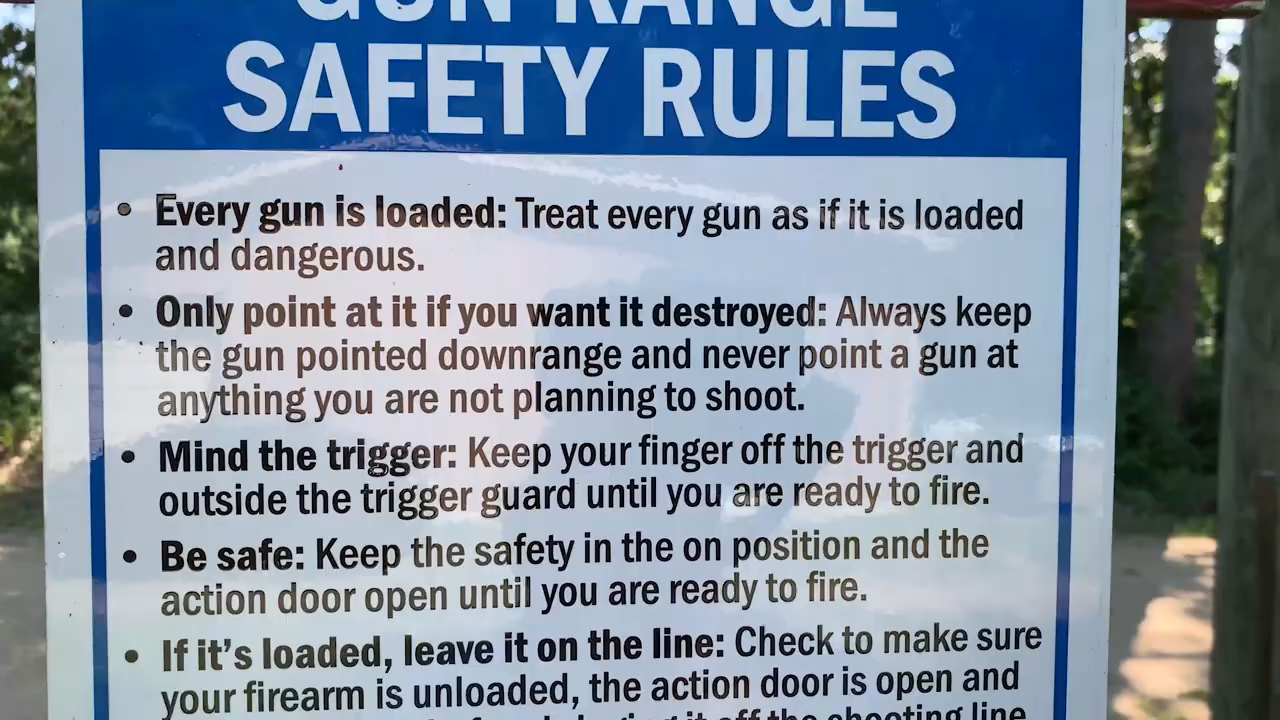 GUN RANGE
SAFETY RULES
• Every gun is loaded: Treat every gun as if it is loaded
and dangerous.
• Only point at it if you want it destroyed: Always keep
the gun pointed downrange and never point a gun at
anything you are not planning to shoot.
• Mind the trigger: Keep your finger off the trigger and
outside the trigger guard until you are ready to fire.
• Be safe: Keep the safety in the on position and the
action door open until you are ready to fire.
• If it's loaded, leave it on the line: Check to make sure
your firearm is unloaded, the action door is open and
it off the shooting line